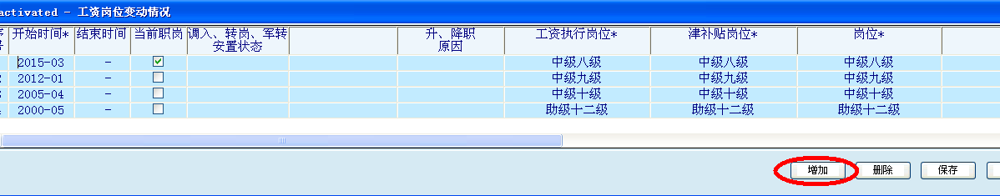 activated - 工资岗位变动情况
序号 开始时间* 结束时间 当前职岗 调入、转岗、军转安置状态 升、降职原因 工资执行岗位* 津补贴岗位* 岗位*
2015-03 - 中级八级 中级八级 中级八级
2012-01 - 中级九级 中级九级 中级九级
2005-04 - 中级十级 中级十级 中级十级
2000-05 - 助级十二级 助级十二级 助级十二级
增加 删除 保存